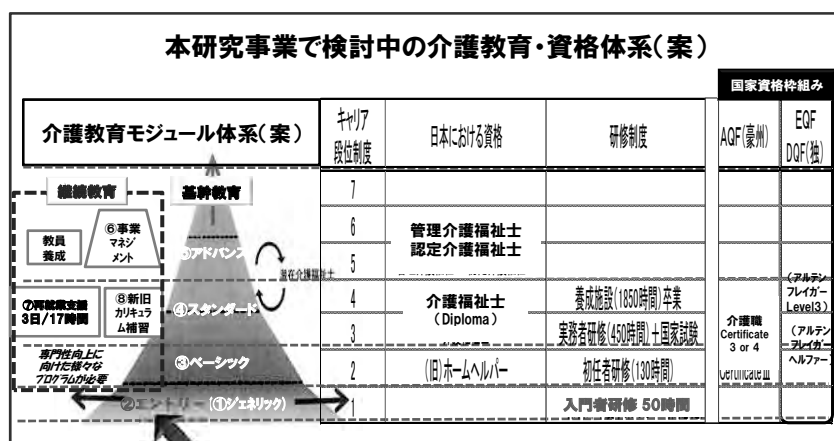 本研究事業で検討中の介護教育・資格体系(案)
国家資格枠組み
介護教育モジュール体系(案)
キャリア
段位制度
日本における資格
研修制度
AQF(豪州)
EQF
DQF(独)
継続教育
基幹教育
7
6
5
4
3
2
1
教員
養成
⑥事業
マネジ
メント
⑤アドバンス
潜在介護福祉士
管理介護福祉士
認定介護福祉士
⑦再就業支援
3日/17時間
⑧新旧
カリキュラ
ム補習
④スタンダード
介護福祉士
(Diploma)
養成施設(1850時間)卒業
実務者研修(450時間)+国家試験
介護職
Certificate
3 or 4
Certificate Ⅲ
(アルテン
フレイガー
Level3)
(アルテン
フレイガー
ヘルファー)
専門性向上に
向けた様々な
プログラムが必要
③ベーシック
(旧)ホームヘルパー
初任者研修(130時間)
②エントリー(①ジェネリック)
入門者研修 50時間